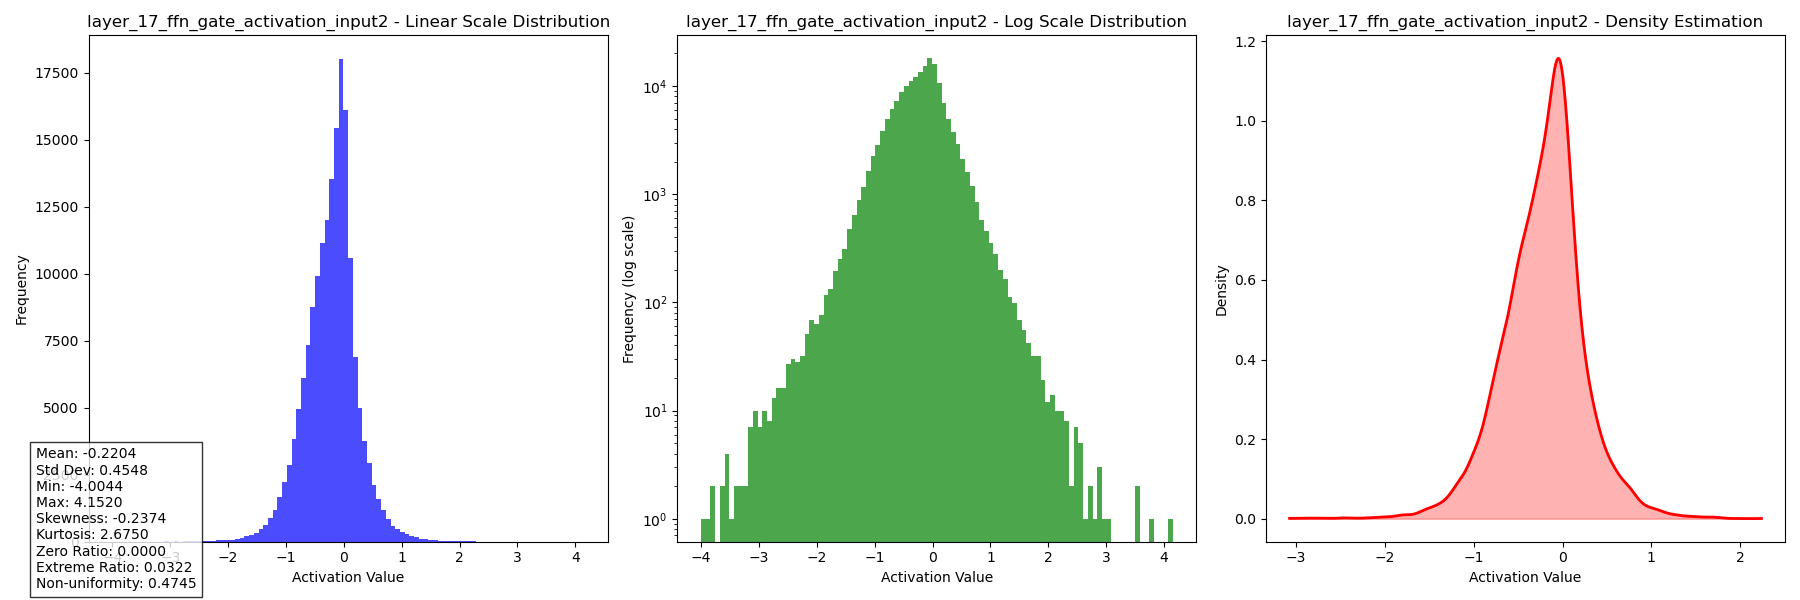 layer_17_ffn_gate_activation_input2 - Linear Scale Distribution
17500
15000
12500
10000
7500
5000
2500
0
Frequency
−4 −3 −2 −1 0 1 2 3 4
Activation Value
Mean: -0.2204
Std Dev: 0.4548
Min: -4.0044
Max: 4.1520
Skewness: -0.2374
Kurtosis: 2.6750
Zero Ratio: 0.0000
Extreme Ratio: 0.0322
Non-uniformity: 0.4745
layer_17_ffn_gate_activation_input2 - Log Scale Distribution
10^4
10^3
10^2
10^1
10^0
Frequency (log scale)
−4 −3 −2 −1 0 1 2 3 4
Activation Value
layer_17_ffn_gate_activation_input2 - Density Estimation
1.2
1.0
0.8
0.6
0.4
0.2
0.0
Density
−3 −2 −1 0 1 2
Activation Value